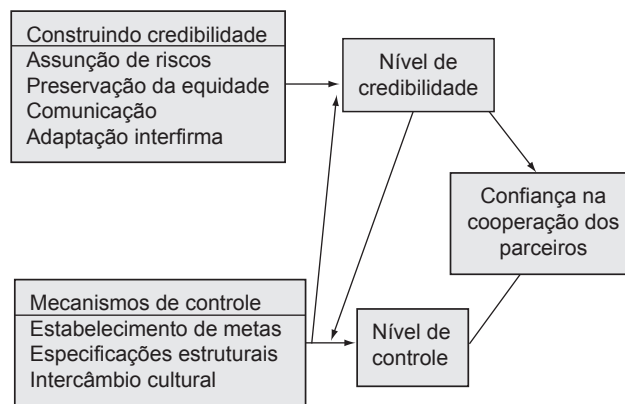 Construindo credibilidade
Assunção de riscos
Preservação da equidade
Comunicação
Adaptação interfirma
Nível de
credibilidade
Confiança na
cooperação dos
parceiros
Mecanismos de controle
Estabelecimento de metas
Especificações estruturais
Intercâmbio cultural
Nível de
controle